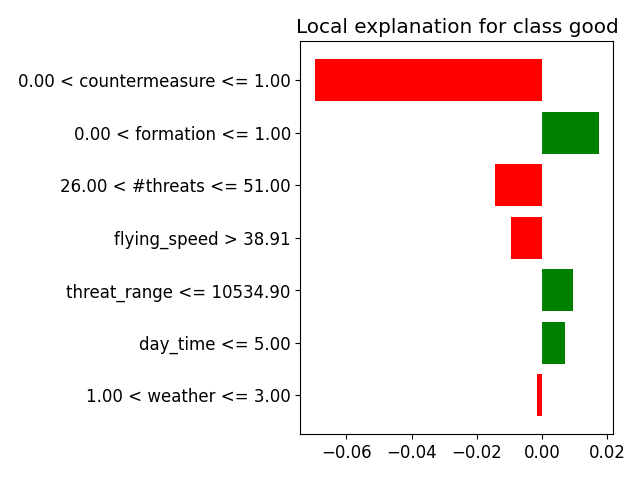 Local explanation for class good
0.00 < countermeasure <= 1.00
0.00 < formation <= 1.00
26.00 < #threats <= 51.00
flying_speed > 38.91
threat_range <= 10534.90
day_time <= 5.00
1.00 < weather <= 3.00
−0.06 −0.04 −0.02 0.00 0.02